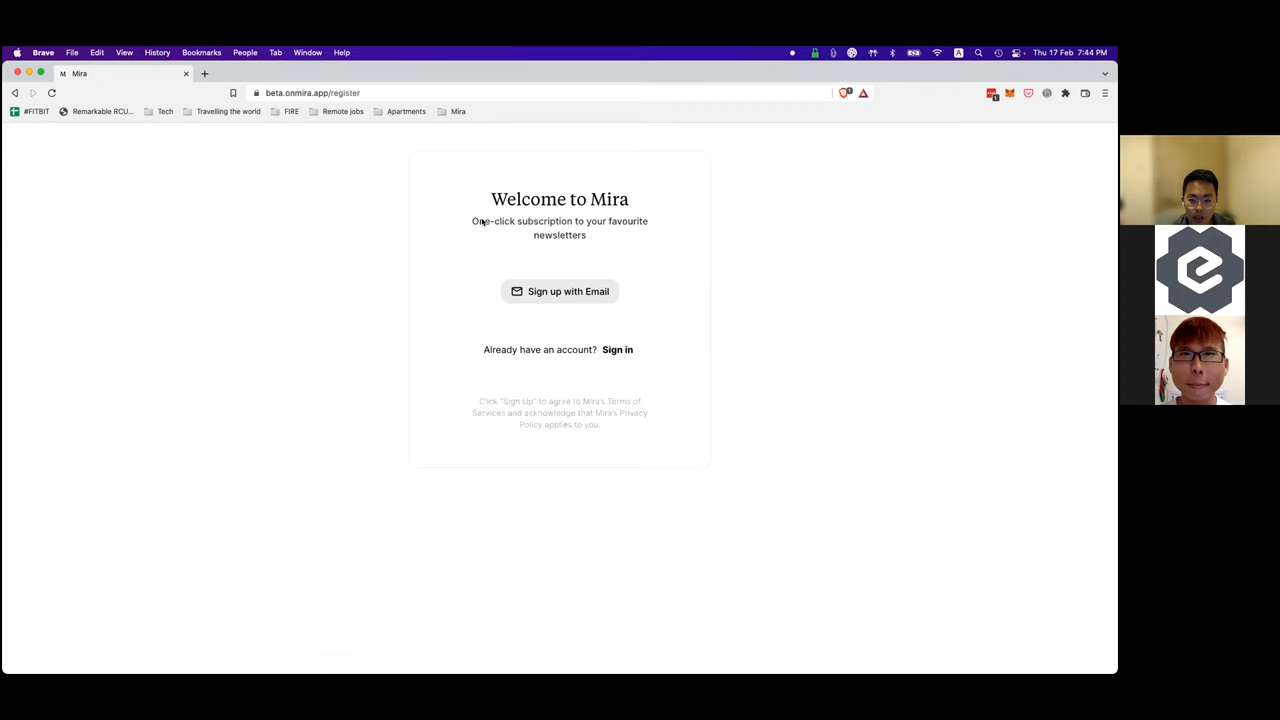 Brave File Edit View History Bookmarks People Tab Window Help
A
Thu 17 Feb 7:44 PM
M Mira
beta.onmira.app/register
1
1
#FITBIT Remarkable RCU... Tech Travelling the world FIRE Remote jobs Apartments Mira
Welcome to Mira
One-click subscription to your favourite
newsletters
Sign up with Email
Already have an account? Sign in
Click "Sign Up" to agree to Mira's Terms of
Services and acknowledge that Mira's Privacy
Policy applies to you.